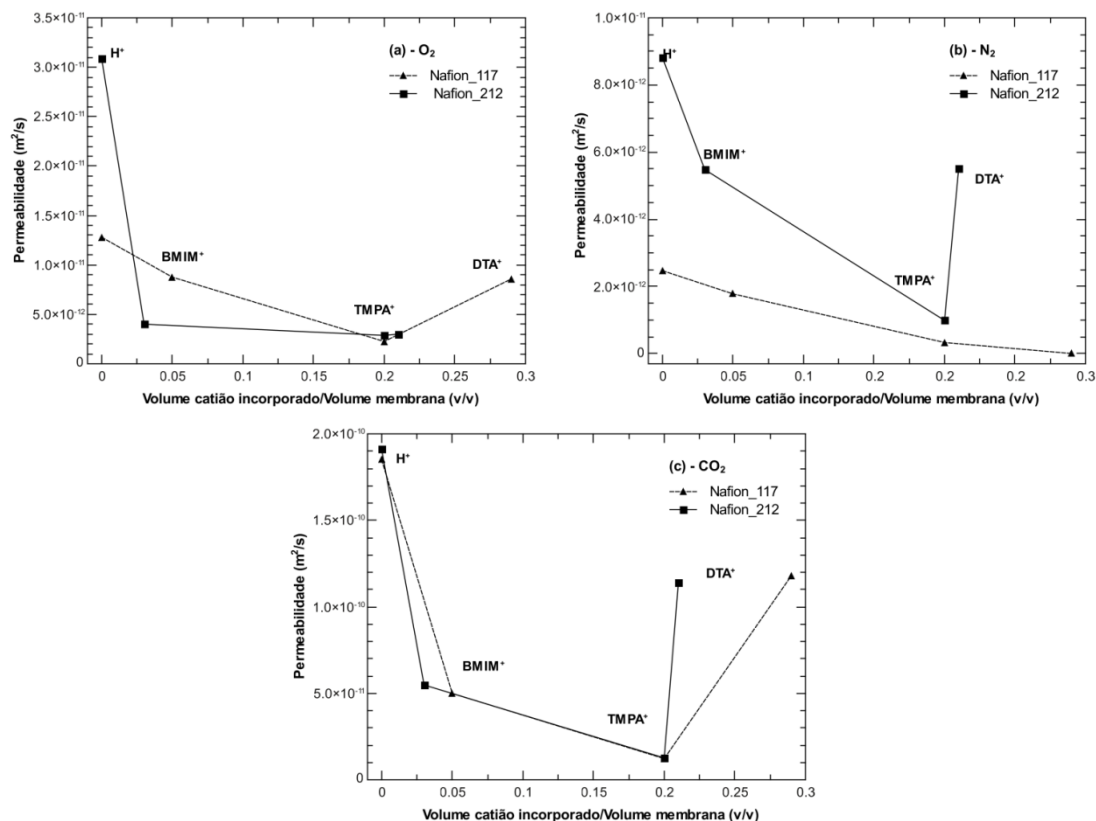 (a) - O₂
H⁺
Nafion_117
Nafion_212
BMIM⁺
TMPA⁺
DTA⁺
3.5×10⁻¹¹
3.0×10⁻¹¹
2.5×10⁻¹¹
2.0×10⁻¹¹
1.5×10⁻¹¹
1.0×10⁻¹¹
5.0×10⁻¹²
0
Permeabilidade (m²/s)
0 0.05 0.1 0.15 0.2 0.25 0.3
Volume catião incorporado/Volume membrana (v/v)
(b) - N₂
H⁺
Nafion_117
Nafion_212
BMIM⁺
TMPA⁺
DTA⁺
1.0×10⁻¹¹
8.0×10⁻¹²
6.0×10⁻¹²
4.0×10⁻¹²
2.0×10⁻¹²
0
Permeabilidade (m²/s)
0 0.05 0.1 0.2 0.2 0.2 0.3
Volume catião incorporado/Volume membrana (v/v)
(c) - CO₂
H⁺
Nafion_117
Nafion_212
BMIM⁺
TMPA⁺
DTA⁺
2.0×10⁻¹⁰
1.5×10⁻¹⁰
1.0×10⁻¹⁰
5.0×10⁻¹¹
0
Permeabilidade (m²/s)
0 0.05 0.1 0.15 0.2 0.25 0.3
Volume catião incorporado/Volume membrana (v/v)